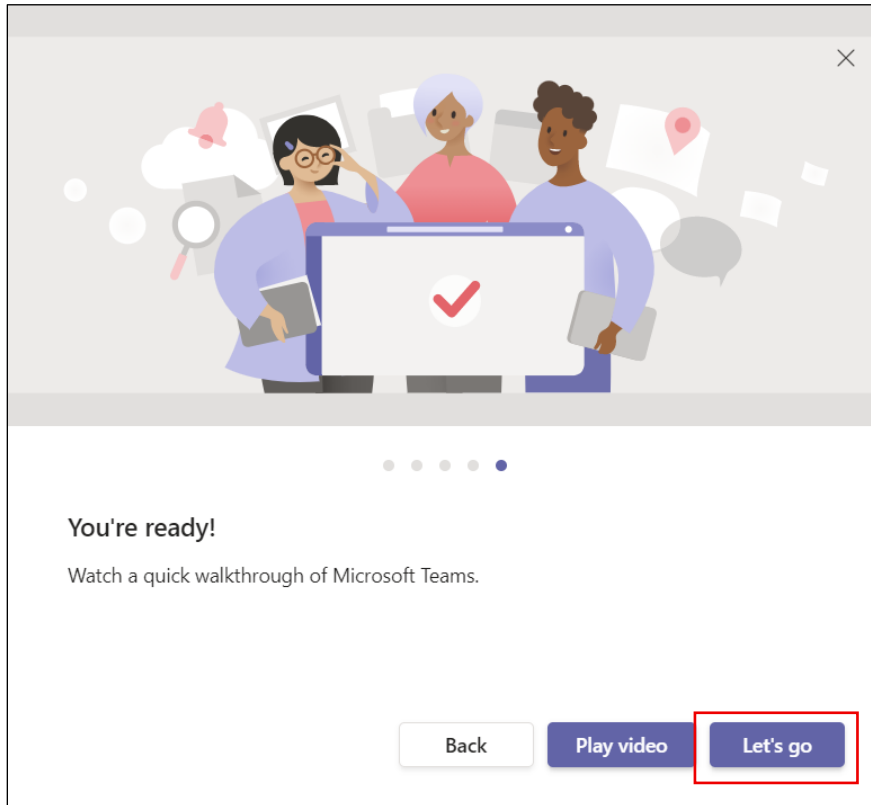 You're ready!
Watch a quick walkthrough of Microsoft Teams.
Back
Play video
Let's go